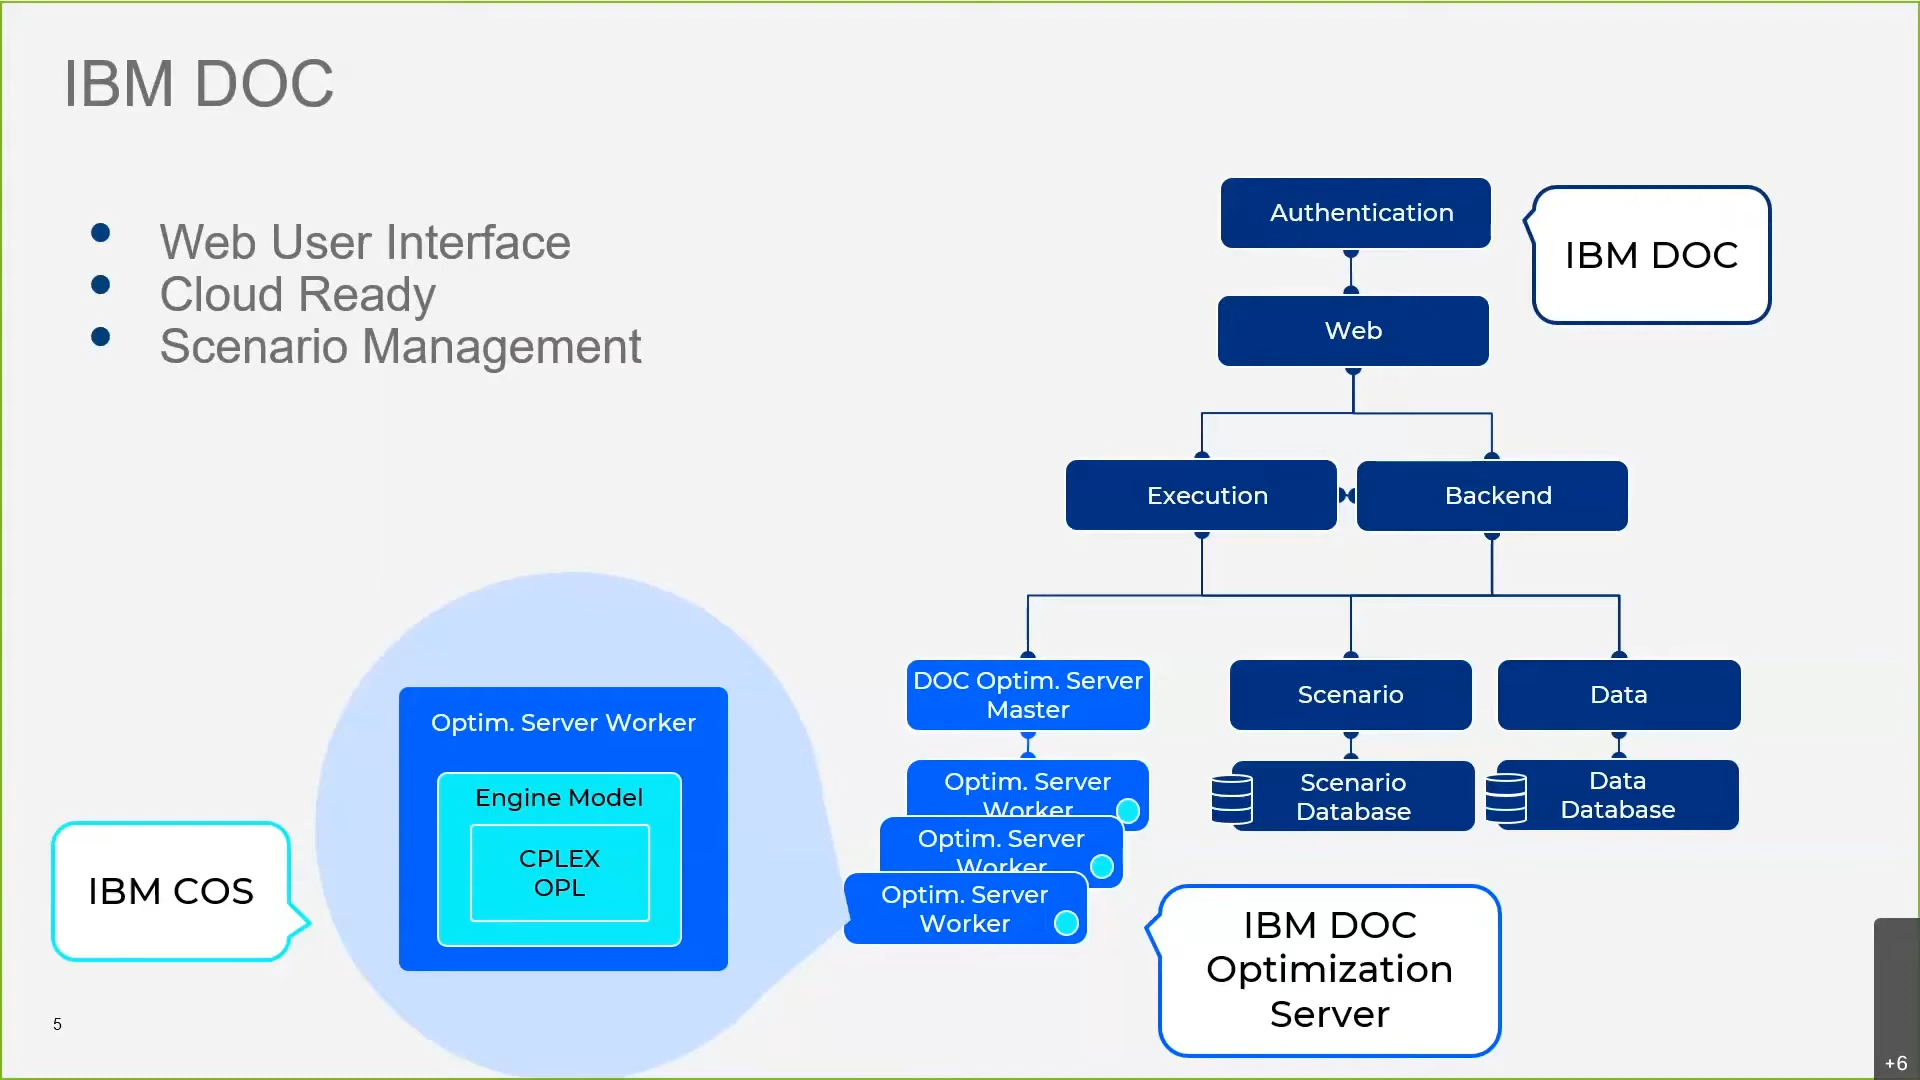 IBM DOC
Web User Interface
Cloud Ready
Scenario Management
Authentication
IBM DOC
Web
Execution
Backend
DOC Optim. Server
Master
Scenario
Data
Optim. Server
Worker
Optim. Server
Worker
Optim. Server
Worker
Scenario
Database
Data
Database
Optim. Server Worker
Engine Model
CPLEX
OPL
IBM COS
IBM DOC
Optimization
Server
5
+6